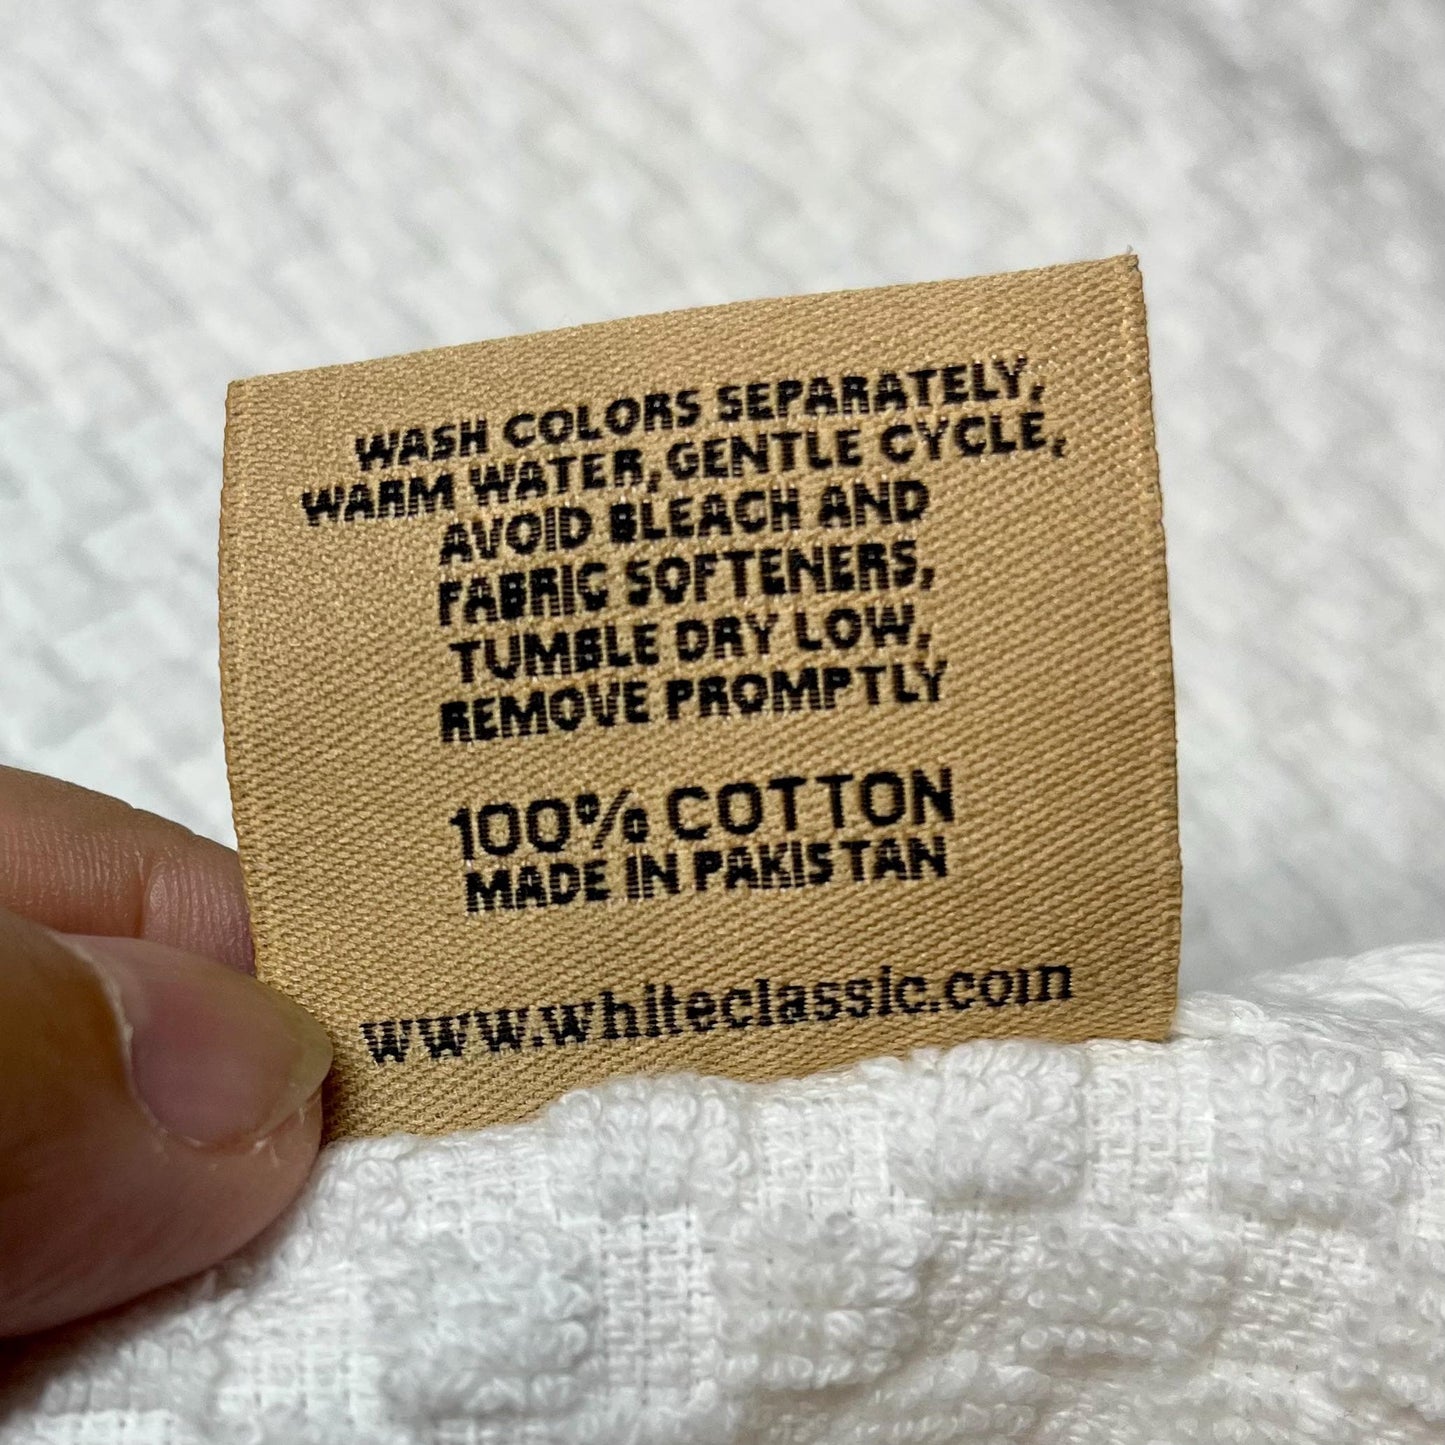 WASH COLORS SEPARATELY,
WARM WATER, GENTLE CYCLE,
AVOID BLEACH AND
FABRIC SOFTENERS,
TUMBLE DRY LOW,
REMOVE PROMPTLY
100% COTTON
MADE IN PAKISTAN
www.whiteclassic.com